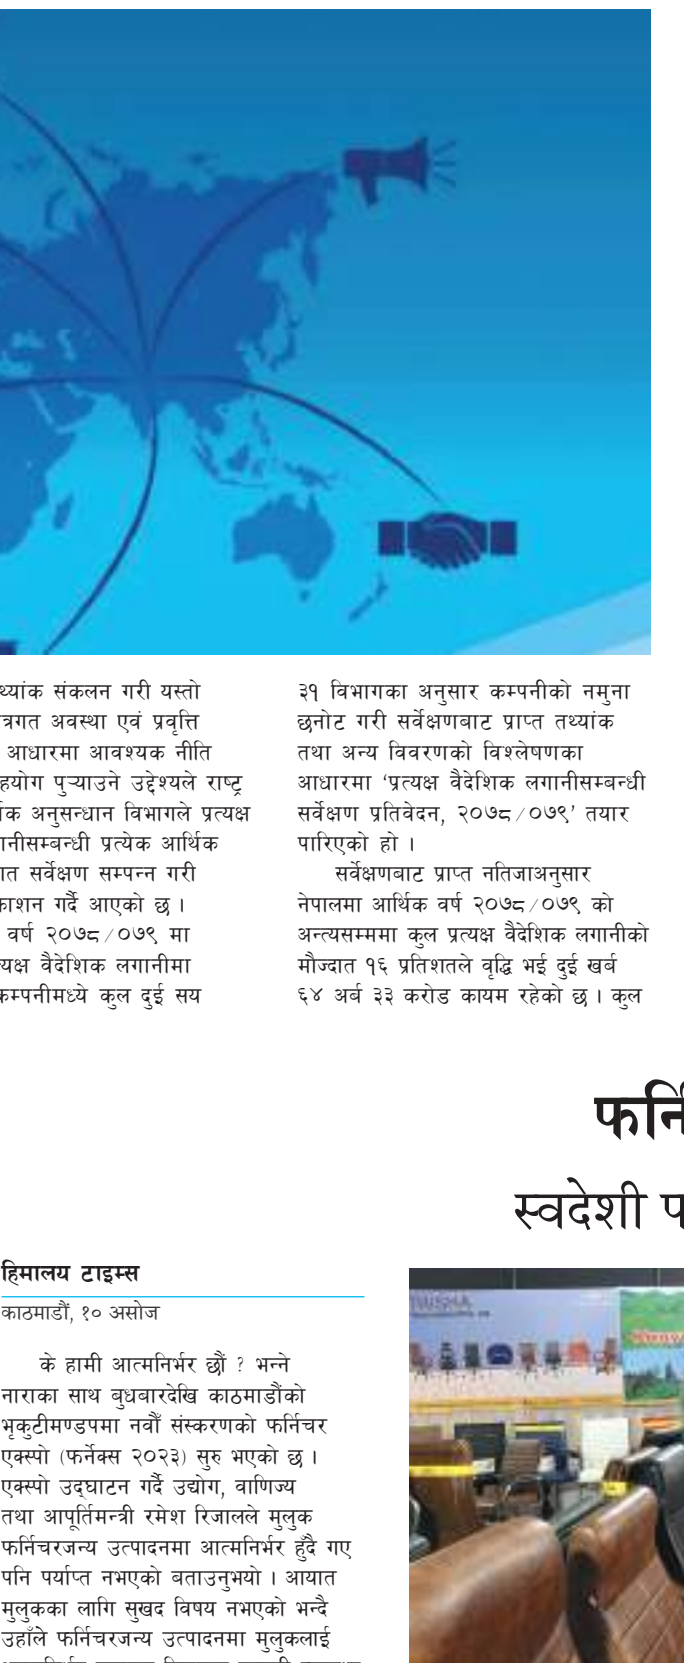 थ्यांक संकलन गरी यस्तो
त्रगत अवस्था एवं प्रवृत्ति
आधारमा आवश्यक नीति
हयोग पुऱ्याउने उद्देश्यले राष्ट्र
क अनुसन्धान विभागले प्रत्यक्ष
ानीसम्बन्धी प्रत्येक आर्थिक
ात सर्वेक्षण सम्पन्न गरी
काशन गर्दै आएको छ ।
वर्ष २०७८/०७९ मा
यक्ष वैदेशिक लगानीमा
कम्पनीमध्ये कुल दुई सय
३१ विभागका अनुसार कम्पनीको नमुना
छनोट गरी सर्वेक्षणबाट प्राप्त तथ्यांक
तथा अन्य विवरणको विश्लेषणका
आधारमा ‘प्रत्यक्ष वैदेशिक लगानीसम्बन्धी
सर्वेक्षण प्रतिवेदन, २०७८/०७९’ तयार
पारिएको हो ।
सर्वेक्षणबाट प्राप्त नतिजाअनुसार
नेपालमा आर्थिक वर्ष २०७८/०७९ को
अन्त्यसम्ममा कुल प्रत्यक्ष वैदेशिक लगानीको
मौज्दात १६ प्रतिशतले वृद्धि भई दुई खर्ब
६४ अर्ब ३३ करोड कायम रहेको छ । कुल
फर्नि
स्वदेशी प
हिमालय टाइम्स
काठमाडौं, १० असोज
के हामी आत्मनिर्भर छौं ? भन्ने
नाराका साथ बुधबारदेखि काठमाडौंको
भृकुटीमण्डपमा नवौँ संस्करणको फर्निचर
एक्स्पो (फर्नेक्स २०२३) सुरु भएको छ ।
एक्स्पो उद्घाटन गर्दै उद्योग, वाणिज्य
तथा आपूर्तिमन्त्री रमेश रिजालले मुलुक
फर्निचरजन्य उत्पादनमा आत्मनिर्भर हुँदै गए
पनि पर्याप्त नभएको बताउनुभयो । आयात
मुलुकका लागि सुखद विषय नभएको भन्दै
उहाँले फर्निचरजन्य उत्पादनमा मुलुकलाई